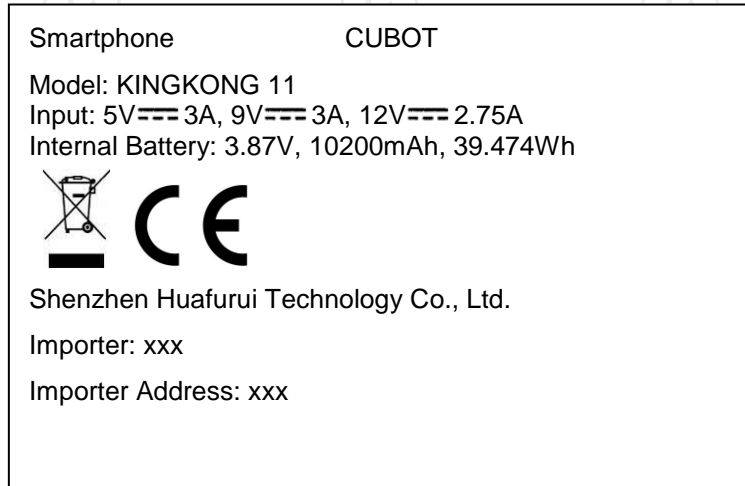 Smartphone CUBOT
Model: KINGKONG 11
Input: 5V⎓3A, 9V⎓3A, 12V⎓2.75A
Internal Battery: 3.87V, 10200mAh, 39.474Wh
CE
Shenzhen Huafurui Technology Co., Ltd.
Importer: xxx
Importer Address: xxx